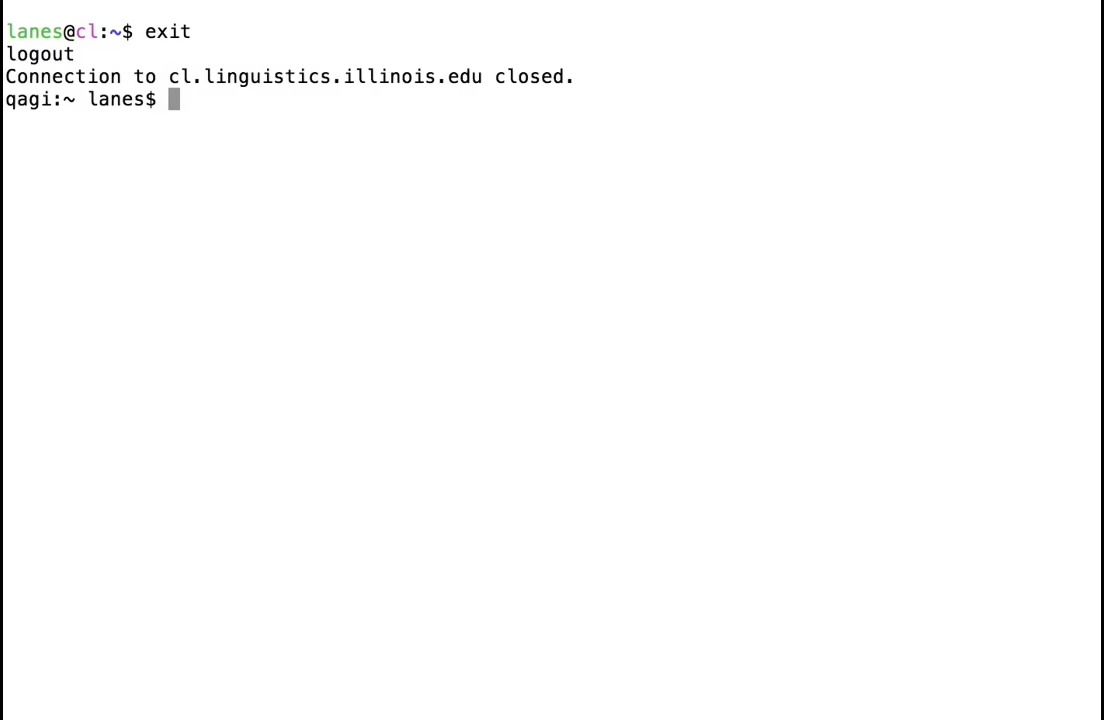 lanes@cl:~$ exit
logout
Connection to cl.linguistics.illinois.edu closed.
qagi:~ lanes$